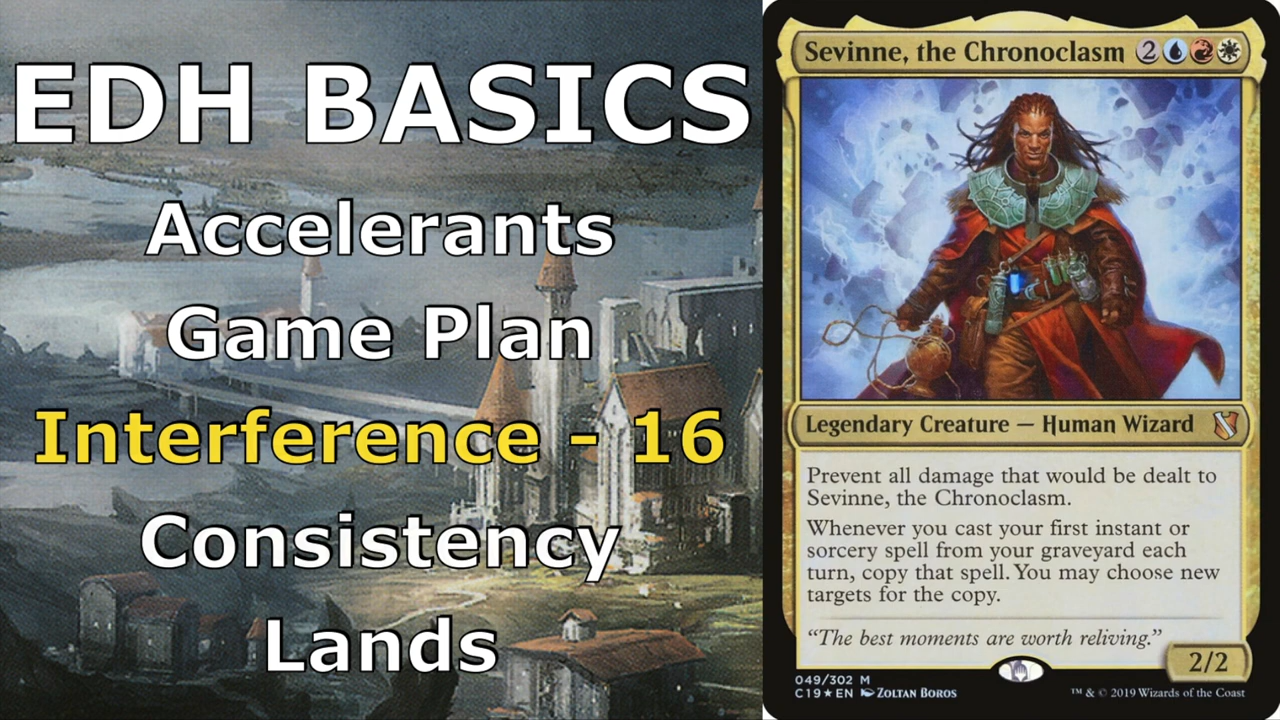 EDH BASICS
Accelerants
Game Plan
Interference - 16
Consistency
Lands
Sevinne, the Chronoclasm 2
Legendary Creature — Human Wizard
Prevent all damage that would be dealt to
Sevinne, the Chronoclasm.
Whenever you cast your first instant or
sorcery spell from your graveyard each
turn, copy that spell. You may choose new
targets for the copy.
“The best moments are worth reliving.”
2/2
049/302 M
C19★EN Zoltan Boros
™ & © 2019 Wizards of the Coast